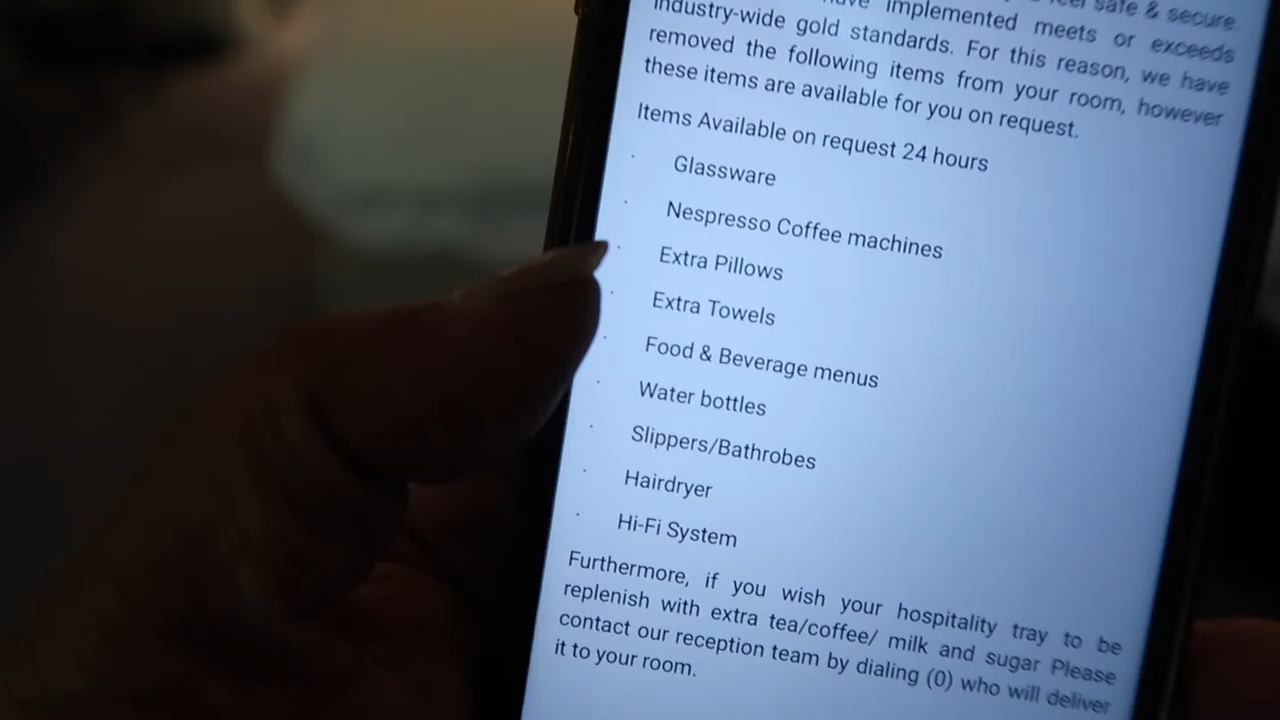 feel safe & secure.
have implemented meets or exceeds
industry-wide gold standards. For this reason, we have
removed the following items from your room, however
these items are available for you on request.
Items Available on request 24 hours
· Glassware
· Nespresso Coffee machines
· Extra Pillows
· Extra Towels
· Food & Beverage menus
· Water bottles
· Slippers/Bathrobes
· Hairdryer
· Hi-Fi System
Furthermore, if you wish your hospitality tray to be
replenish with extra tea/coffee/ milk and sugar Please
contact our reception team by dialing (0) who will deliver
it to your room.